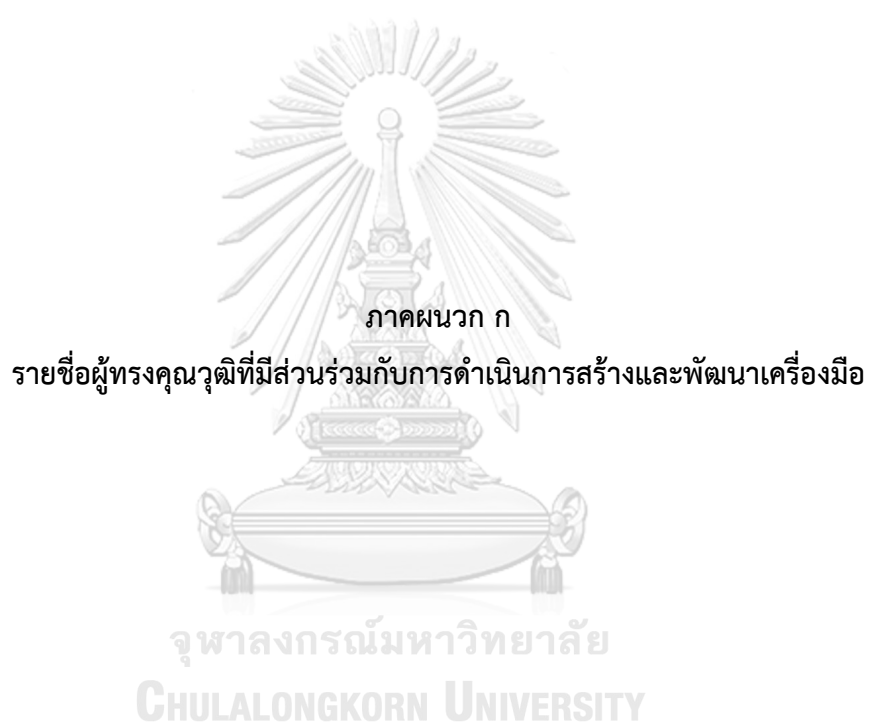 ภาคผนวก ก
รายชื่อผู้ทรงคุณวุฒิที่มีส่วนร่วมกับการดำเนินการสร้างและพัฒนาเครื่องมือ
จุฬาลงกรณ์มหาวิทยาลัย
CHULALONGKORN UNIVERSITY